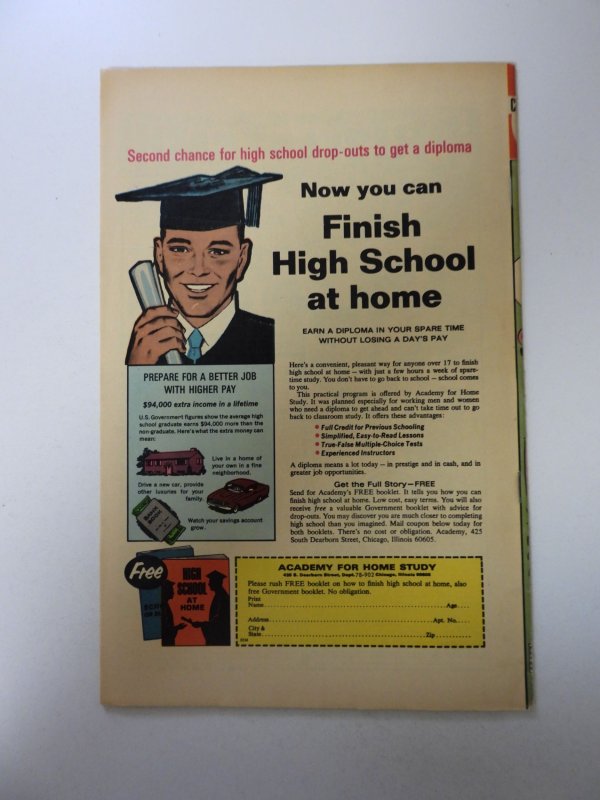 Second chance for high school drop-outs to get a diploma
Now you can
Finish
High School
at home
EARN A DIPLOMA IN YOUR SPARE TIME
WITHOUT LOSING A DAY'S PAY
PREPARE FOR A BETTER JOB
WITH HIGHER PAY
$94,000 extra income in a lifetime
U.S. Government figures show the average high
school graduate earns $94,000 more than the
non-graduate. Here's what the extra money can
mean:
Live in a home of
your own in a fine
neighborhood.
Drive a new car, provide
other luxuries for your
family.
BANK
BOOK
Watch your savings account
grow.
Here's a convenient, pleasant way for anyone over 17 to finish
high school at home — with just a few hours a week of spare-
time study. You don't have to go back to school — school comes
to you.
This practical program is offered by Academy for Home
Study. It was planned especially for working men and women
who need a diploma to get ahead and can't take time out to go
back to classroom study. It offers these advantages:
• Full Credit for Previous Schooling
• Simplified, Easy-to-Read Lessons
• True-False Multiple-Choice Tests
• Experienced Instructors
A diploma means a lot today — in prestige and in cash, and in
greater job opportunities.
Get the Full Story—FREE
Send for Academy's FREE booklet. It tells you how you can
finish high school at home. Low cost, easy terms. You will also
receive free a valuable Government booklet with advice for
drop-outs. You may discover you are much closer to completing
high school than you imagined. Mail coupon below today for
both booklets. There's no cost or obligation. Academy, 425
South Dearborn Street, Chicago, Illinois 60605.
Free
HIGH
SCHOOL
AT
HOME
ACADEMY FOR HOME STUDY
425 S. Dearborn Street, Dept. 78-902 Chicago, Illinois 60605
Please rush FREE booklet on how to finish high school at home, also
free Government booklet. No obligation.
Print
Name Age
Address Apt. No.
City &
State Zip
C